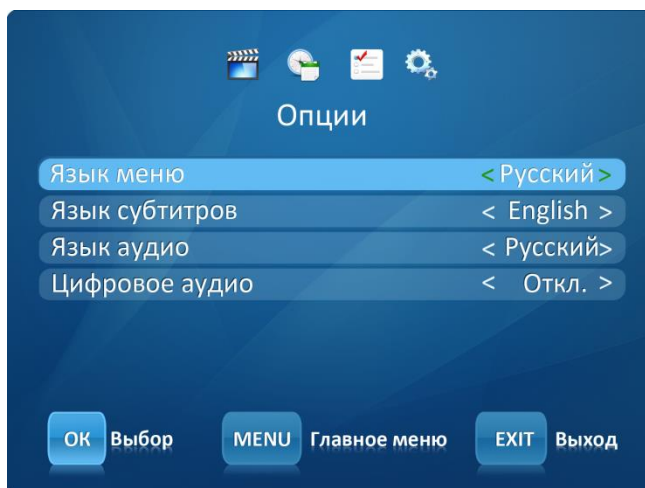 Опции
Язык меню < Русский >
Язык субтитров < English >
Язык аудио < Русский>
Цифровое аудио < Откл. >
OK Выбор MENU Главное меню EXIT Выход